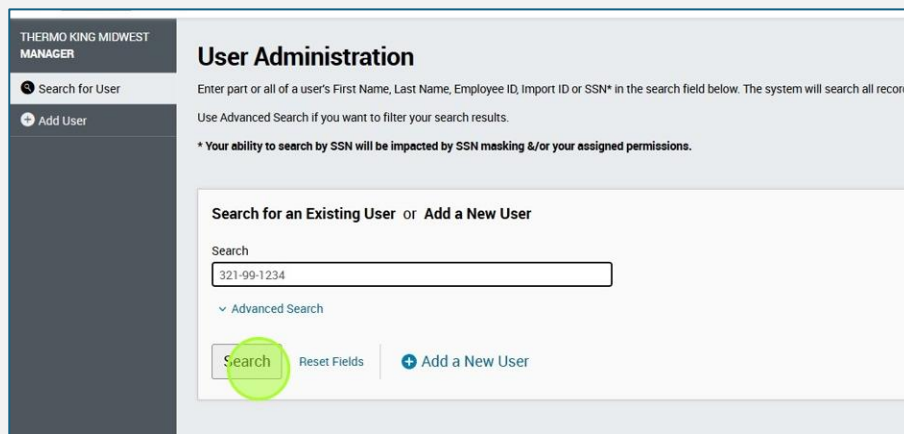 THERMO KING MIDWEST
MANAGER
Search for User
Add User
User Administration
Enter part or all of a user's First Name, Last Name, Employee ID, Import ID or SSN* in the search field below. The system will search all recor
Use Advanced Search if you want to filter your search results.
* Your ability to search by SSN will be impacted by SSN masking &/or your assigned permissions.
Search for an Existing User or Add a New User
Search
321-99-1234
Advanced Search
Search Reset Fields Add a New User